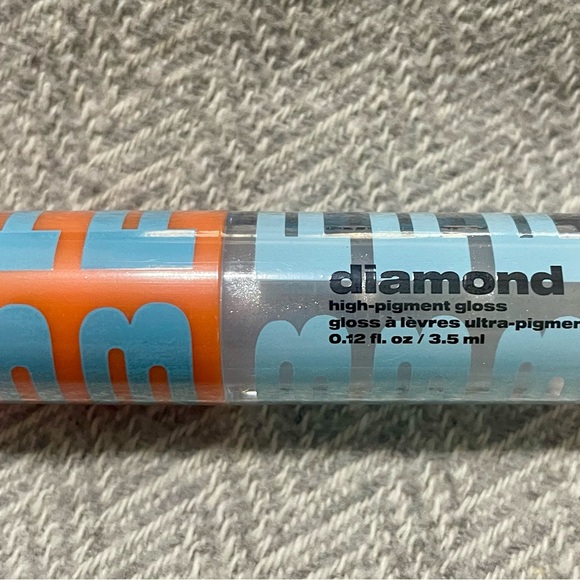 diamond
high-pigment gloss
gloss à lèvres ultra-pigmen
0.12 fl. oz / 3.5 ml